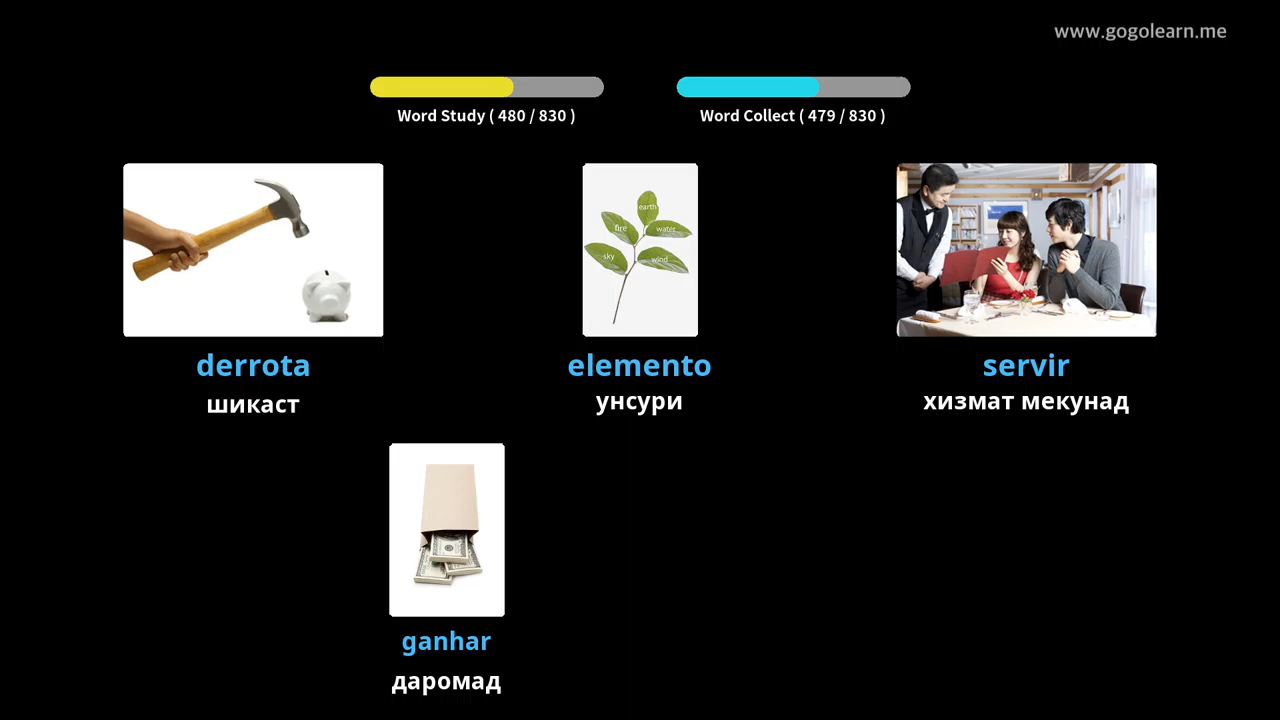 www.gogolearn.me
Word Study ( 480 / 830 )
Word Collect ( 479 / 830 )
earth
fire
water
sky
wind
derrota
elemento
servir
шикаст
унсури
хизмат мекунад
ganhar
даромад